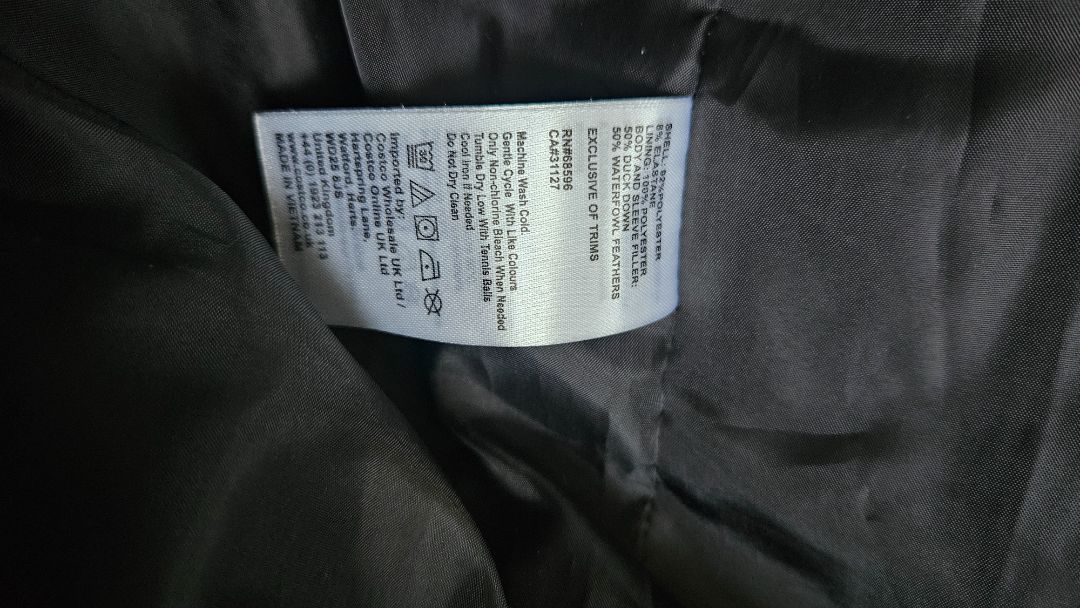 SHELL: 92%POLYESTER
8% ELASTANE
LINING: 100% POLYESTER
BODY AND SLEEVE FILLER:
50% DUCK DOWN
50% WATERFOWL FEATHERS
EXCLUSIVE OF TRIMS
RN#68596
CA#31127
Machine Wash Cold.
Gentle Cycle With Like Colours
Only Non-chlorine Bleach When Needed
Tumble Dry Low With Tennis Balls
Cool Iron If Needed
Do Not Dry Clean
30
Imported by:
Costco Wholesale UK Ltd /
Costco Online UK Ltd
Hartspring Lane,
Watford, Herts.
WD25 8JS
United Kingdom
+44 (0) 1923 213 113
www.costco.co.uk
MADE IN VIETNAM